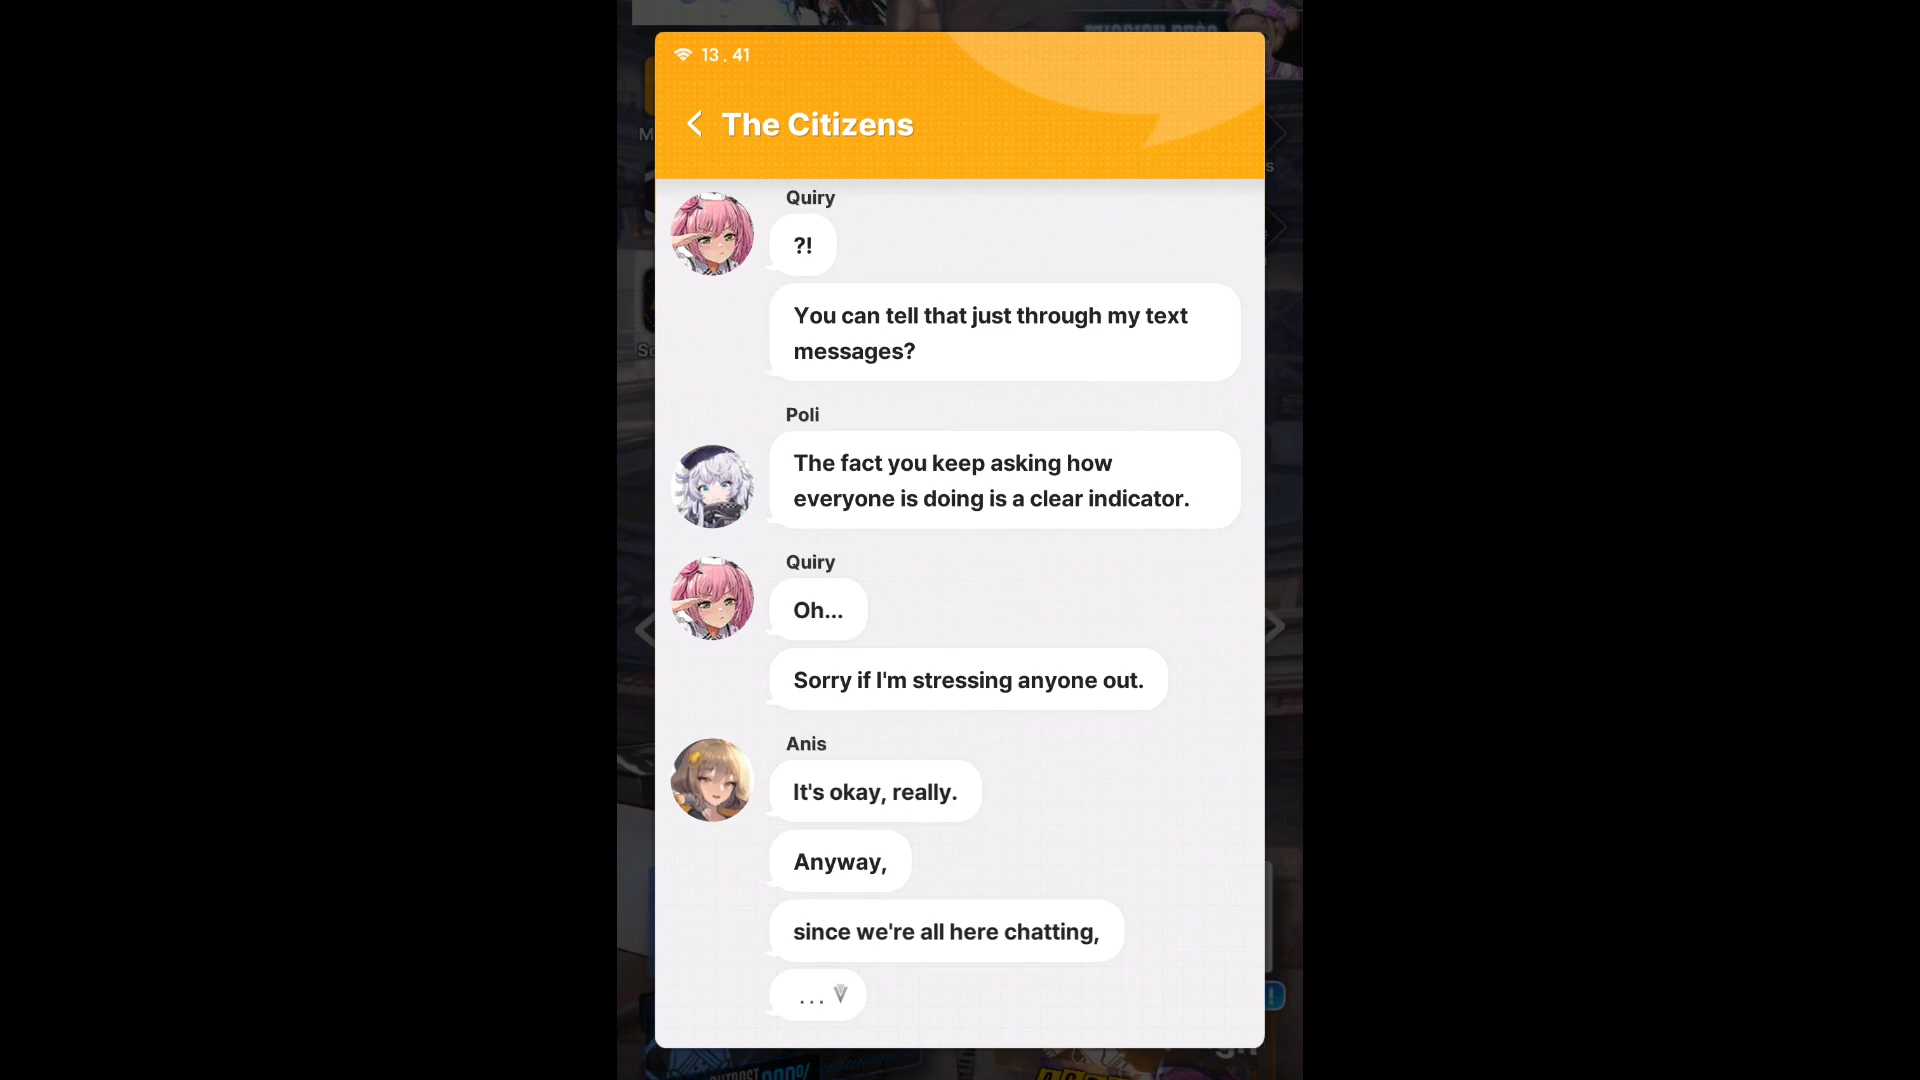 13 . 41
The Citizens
Quiry
?!
You can tell that just through my text
messages?
Poli
The fact you keep asking how
everyone is doing is a clear indicator.
Quiry
Oh...
Sorry if I'm stressing anyone out.
Anis
It's okay, really.
Anyway,
since we're all here chatting,
...